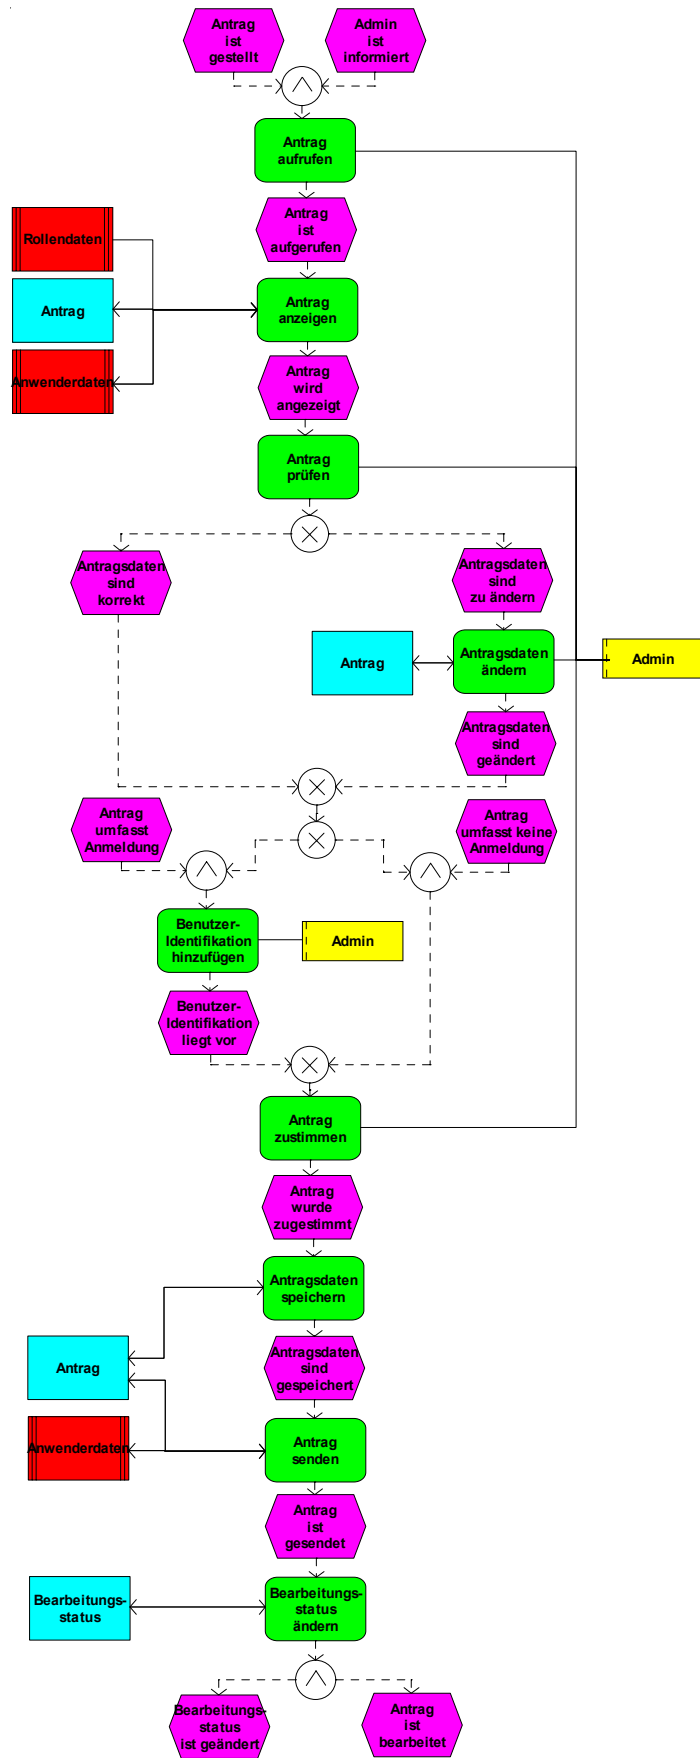 Antrag
ist
gestellt
Admin
ist
informiert
Antrag
aufrufen
Antrag
ist
aufgerufen
Rollendaten
Antrag
Anwenderdaten
Antrag
anzeigen
Antrag
wird
angezeigt
Antrag
prüfen
Antragsdaten
sind
korrekt
Antragsdaten
sind
zu ändern
Antrag
Antragsdaten
ändern
Admin
Antragsdaten
sind
geändert
Antrag
umfasst
Anmeldung
Antrag
umfasst keine
Anmeldung
Benutzer-
Identifikation
hinzufügen
Admin
Benutzer-
Identifikation
liegt vor
Antrag
zustimmen
Antrag
wurde
zugestimmt
Antragsdaten
speichern
Antrag
Antragsdaten
sind
gespeichert
Anwenderdaten
Antrag
senden
Antrag
ist
gesendet
Bearbeitungs-
status
Bearbeitungs-
status
ändern
Bearbeitungs-
status
ist geändert
Antrag
ist
bearbeitet